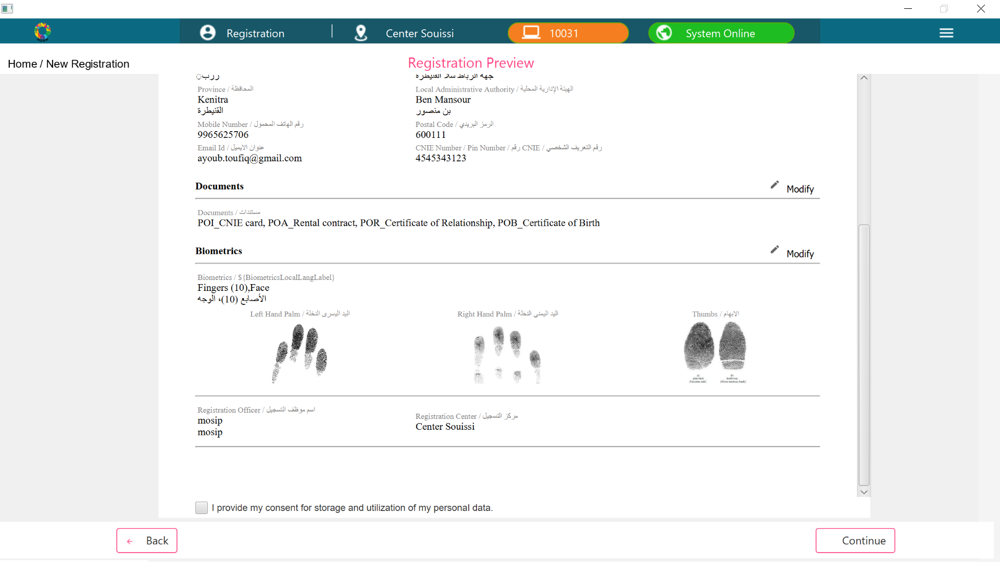 Registration
Center Souissi
10031
System Online
Home / New Registration
Registration Preview
جهة الرباط سلا القنيطرة
Province / المحافظة
Local Administrative Authority / الهيئة الإدارية المحلية
Kenitra
Ben Mansour
القنيطرة
بن منصور
Mobile Number / رقم الهاتف المحمول
Postal Code / الرمز البريدي
9965625706
600111
Email Id / عنوان الايميل
CNIE Number / Pin Number / رقم CNIE / رقم التعريف الشخصي
ayoub.toufiq@gmail.com
4545343123
Documents
Modify
Documents / مستندات
POI_CNIE card, POA_Rental contract, POR_Certificate of Relationship, POB_Certificate of Birth
Biometrics
Modify
Biometrics / ${BiometricsLocalLangLabel}
Fingers (10),Face
الأصابع (10)، الوجه
Left Hand Palm / اليد اليسرى النخلة
Right Hand Palm / اليد اليمنى النخلة
Thumbs / الابهام
Registration Officer / اسم موظف التسجيل
Registration Center / مركز التسجيل
mosip
Center Souissi
mosip
I provide my consent for storage and utilization of my personal data.
Back
Continue